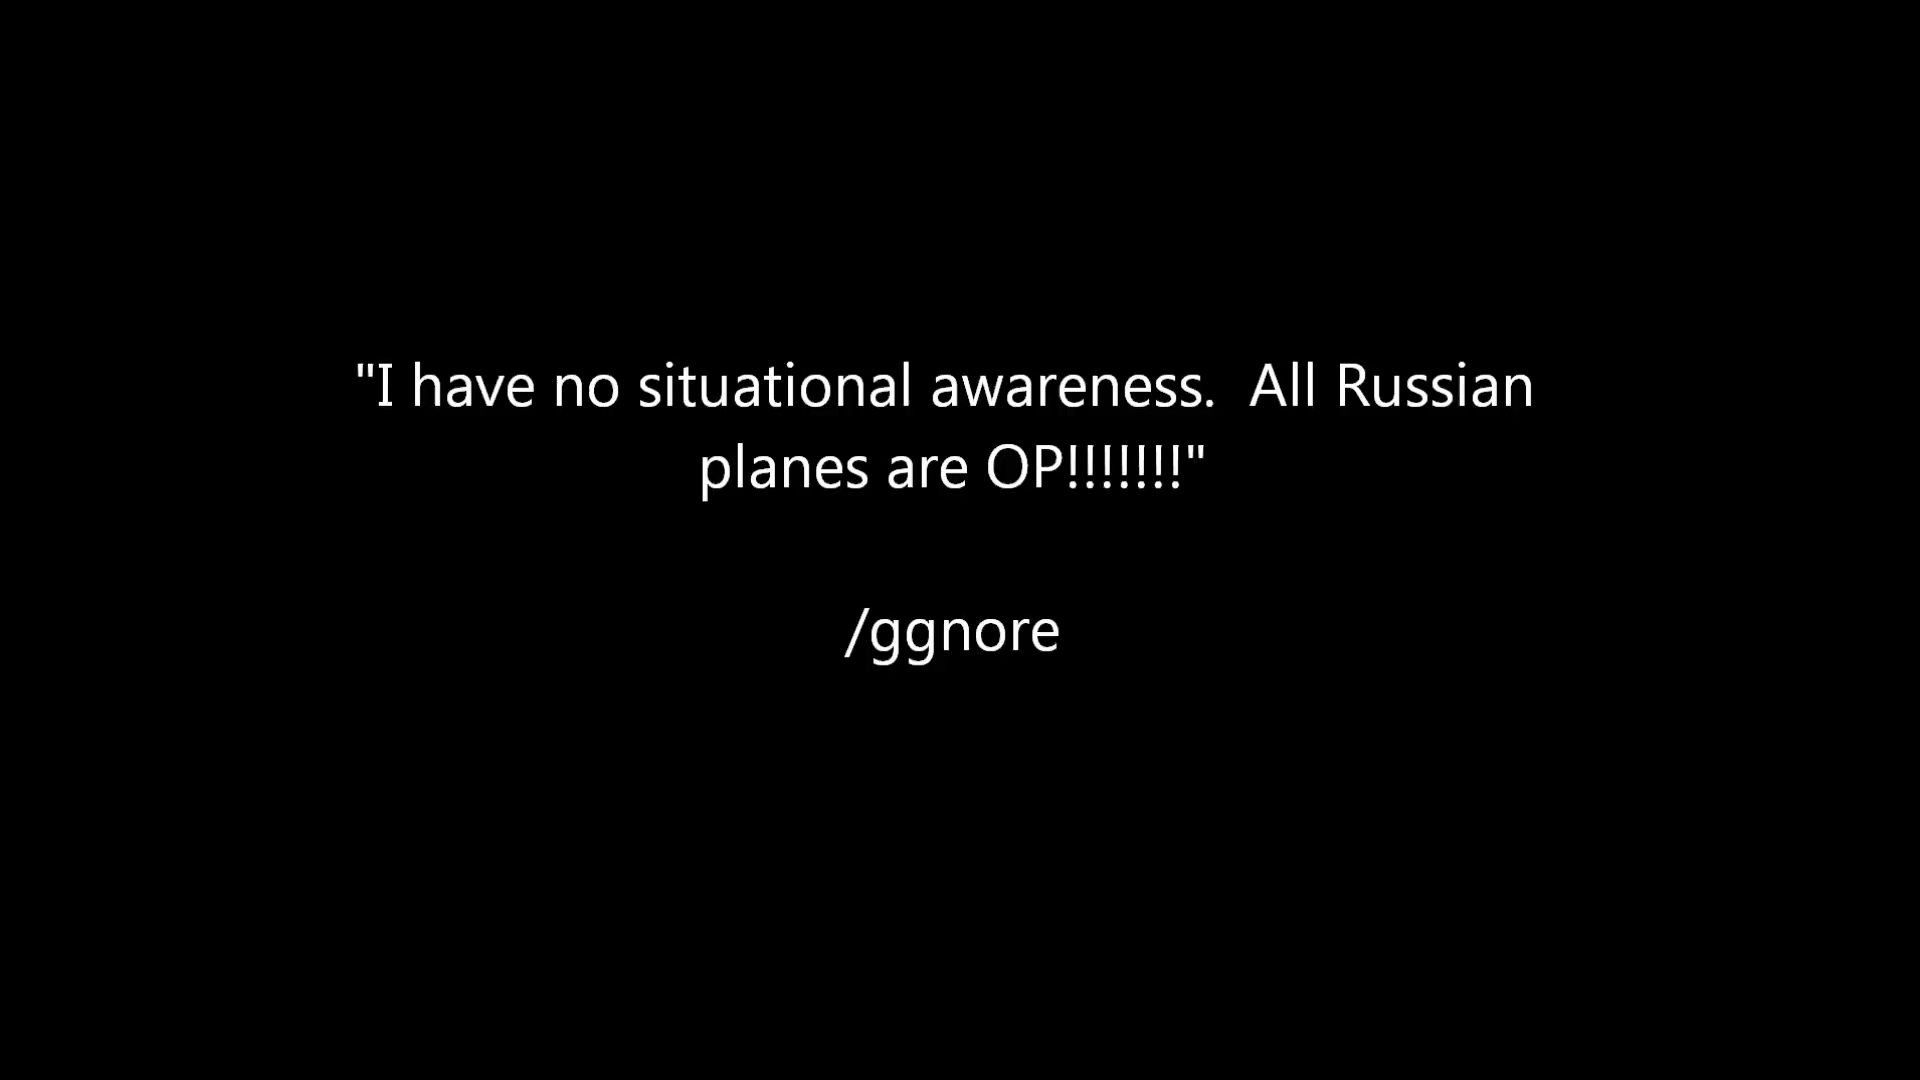 "I have no situational awareness.  All Russian
planes are OP!!!!!!!"
/ggnore